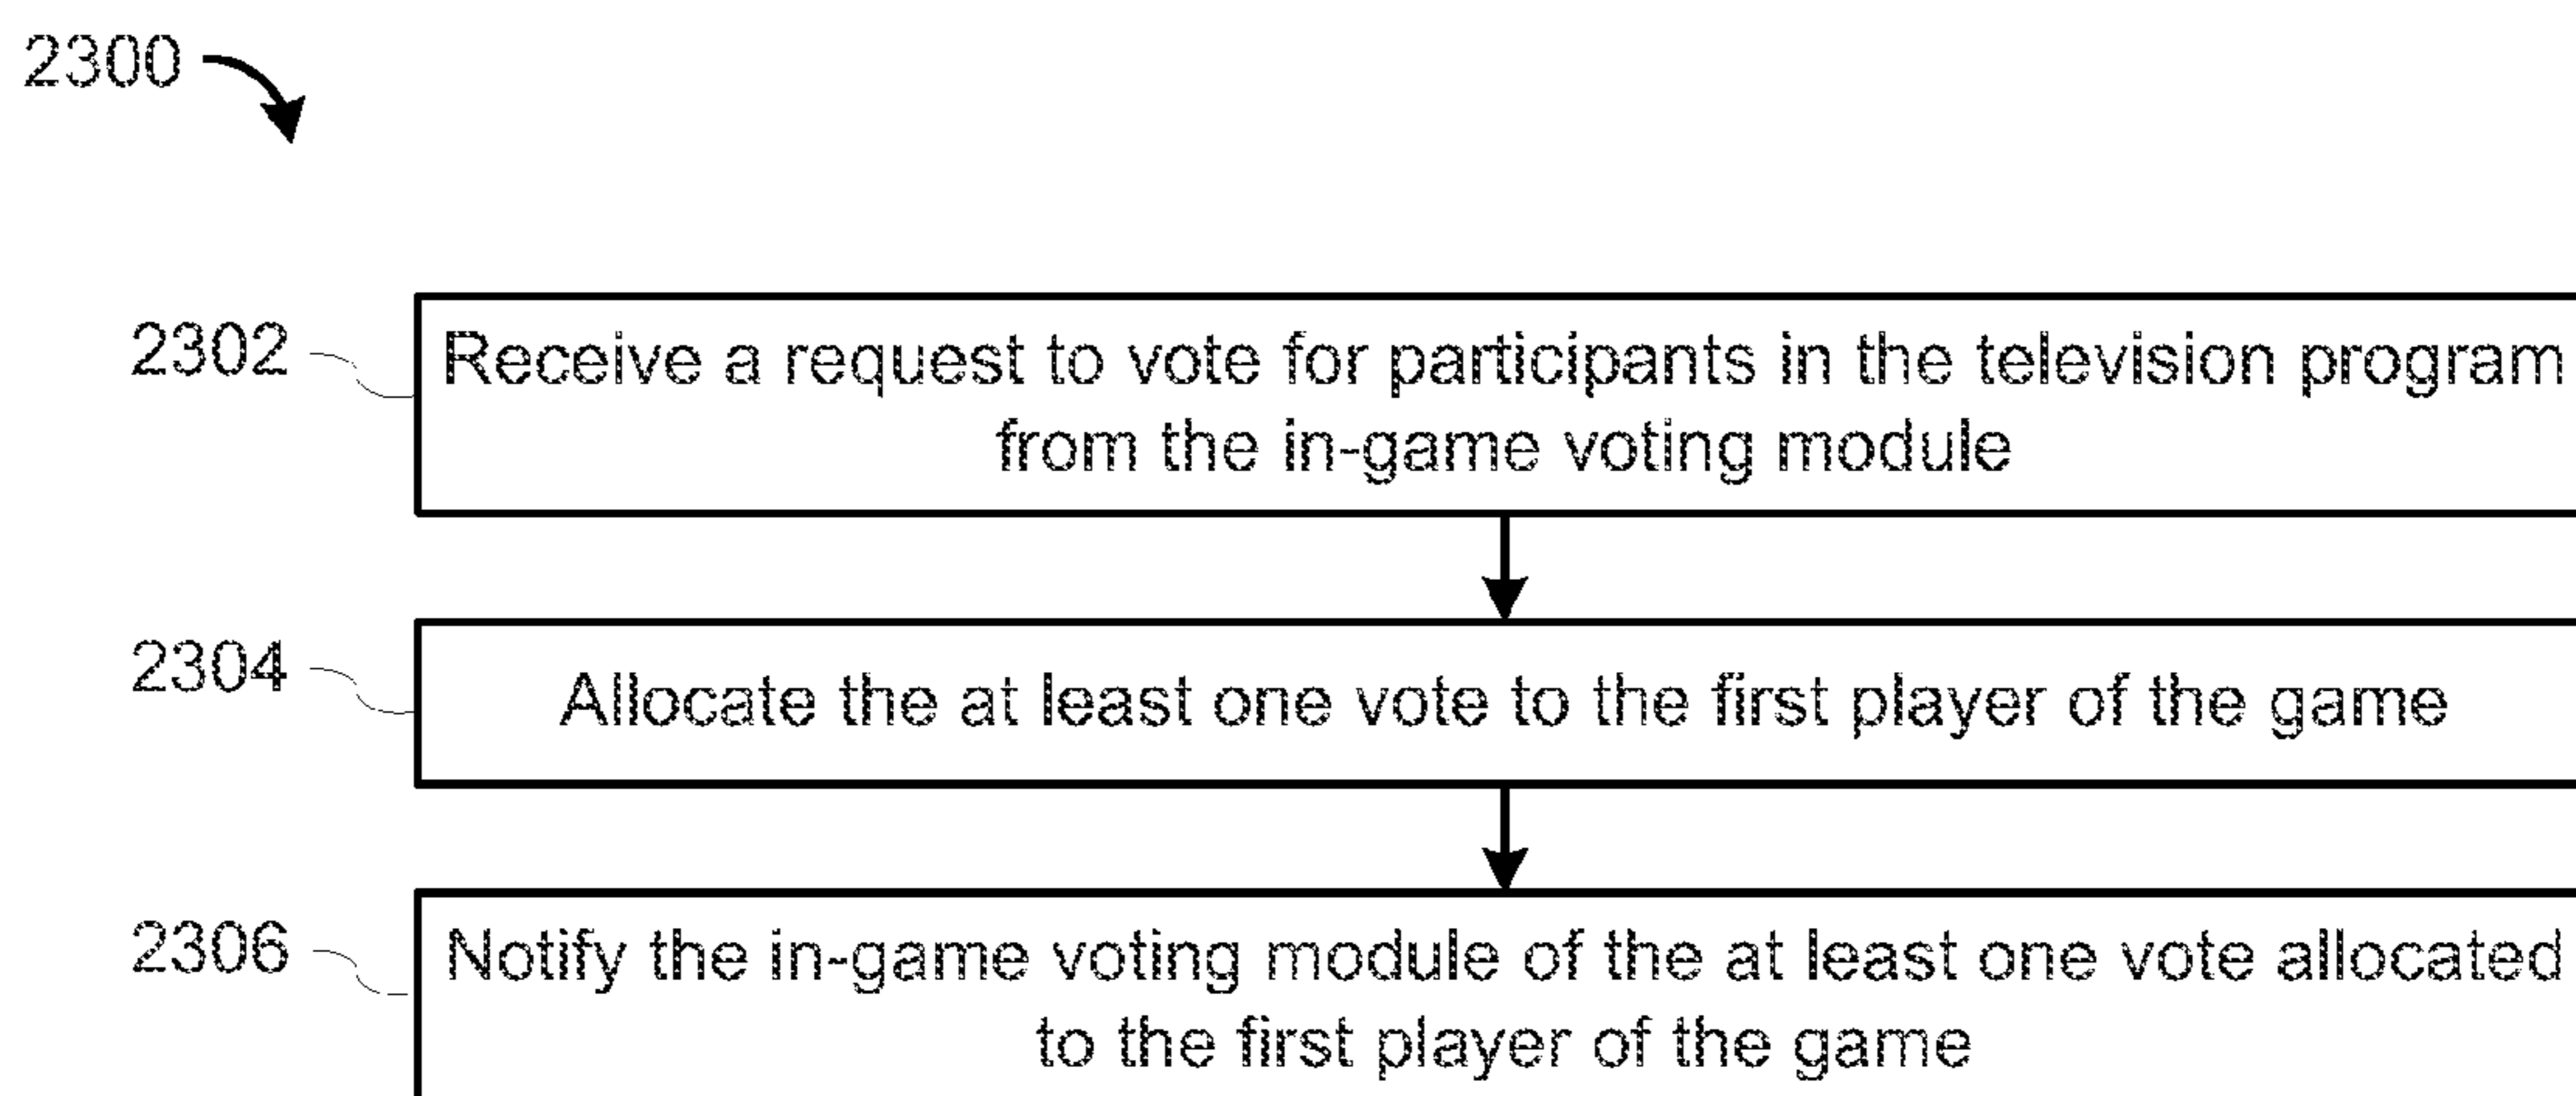 2300
2302
Receive a request to vote for participants in the television program
from the in-game voting module
2304
Allocate the at least one vote to the first player of the game
2306
Notify the in-game voting module of the at least one vote allocated
to the first player of the game